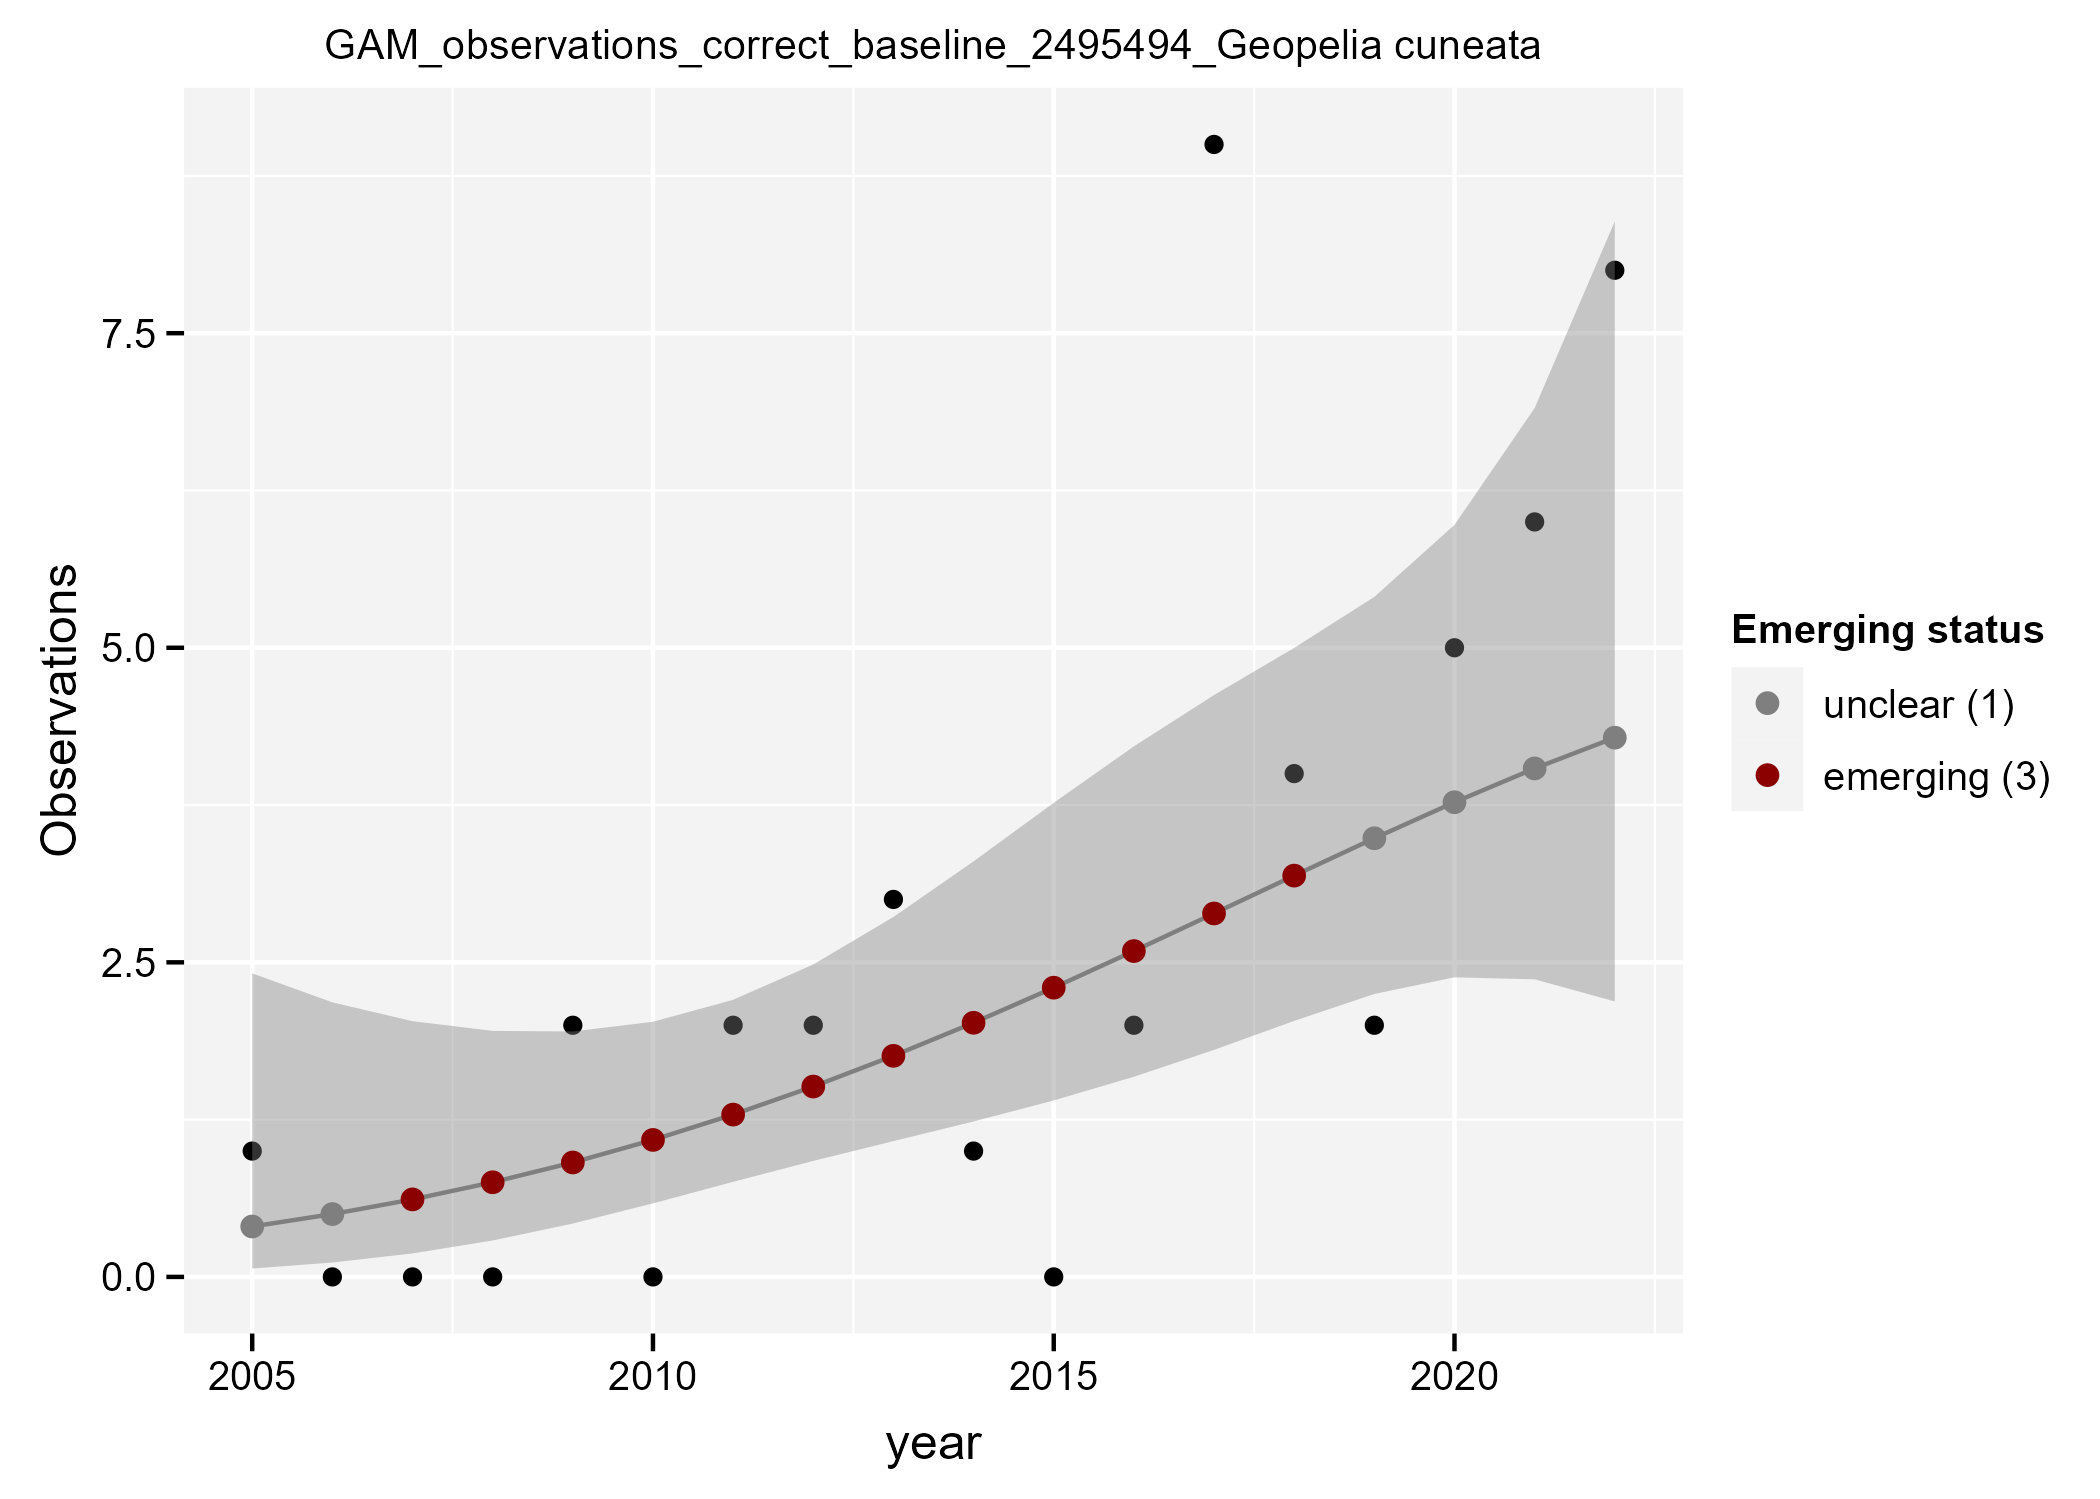 GAM_observations_correct_baseline_2495494_Geopelia cuneata
Observations
7.5
5.0
2.5
0.0
2005
2010
2015
2020
year
Emerging status
unclear (1)
emerging (3)